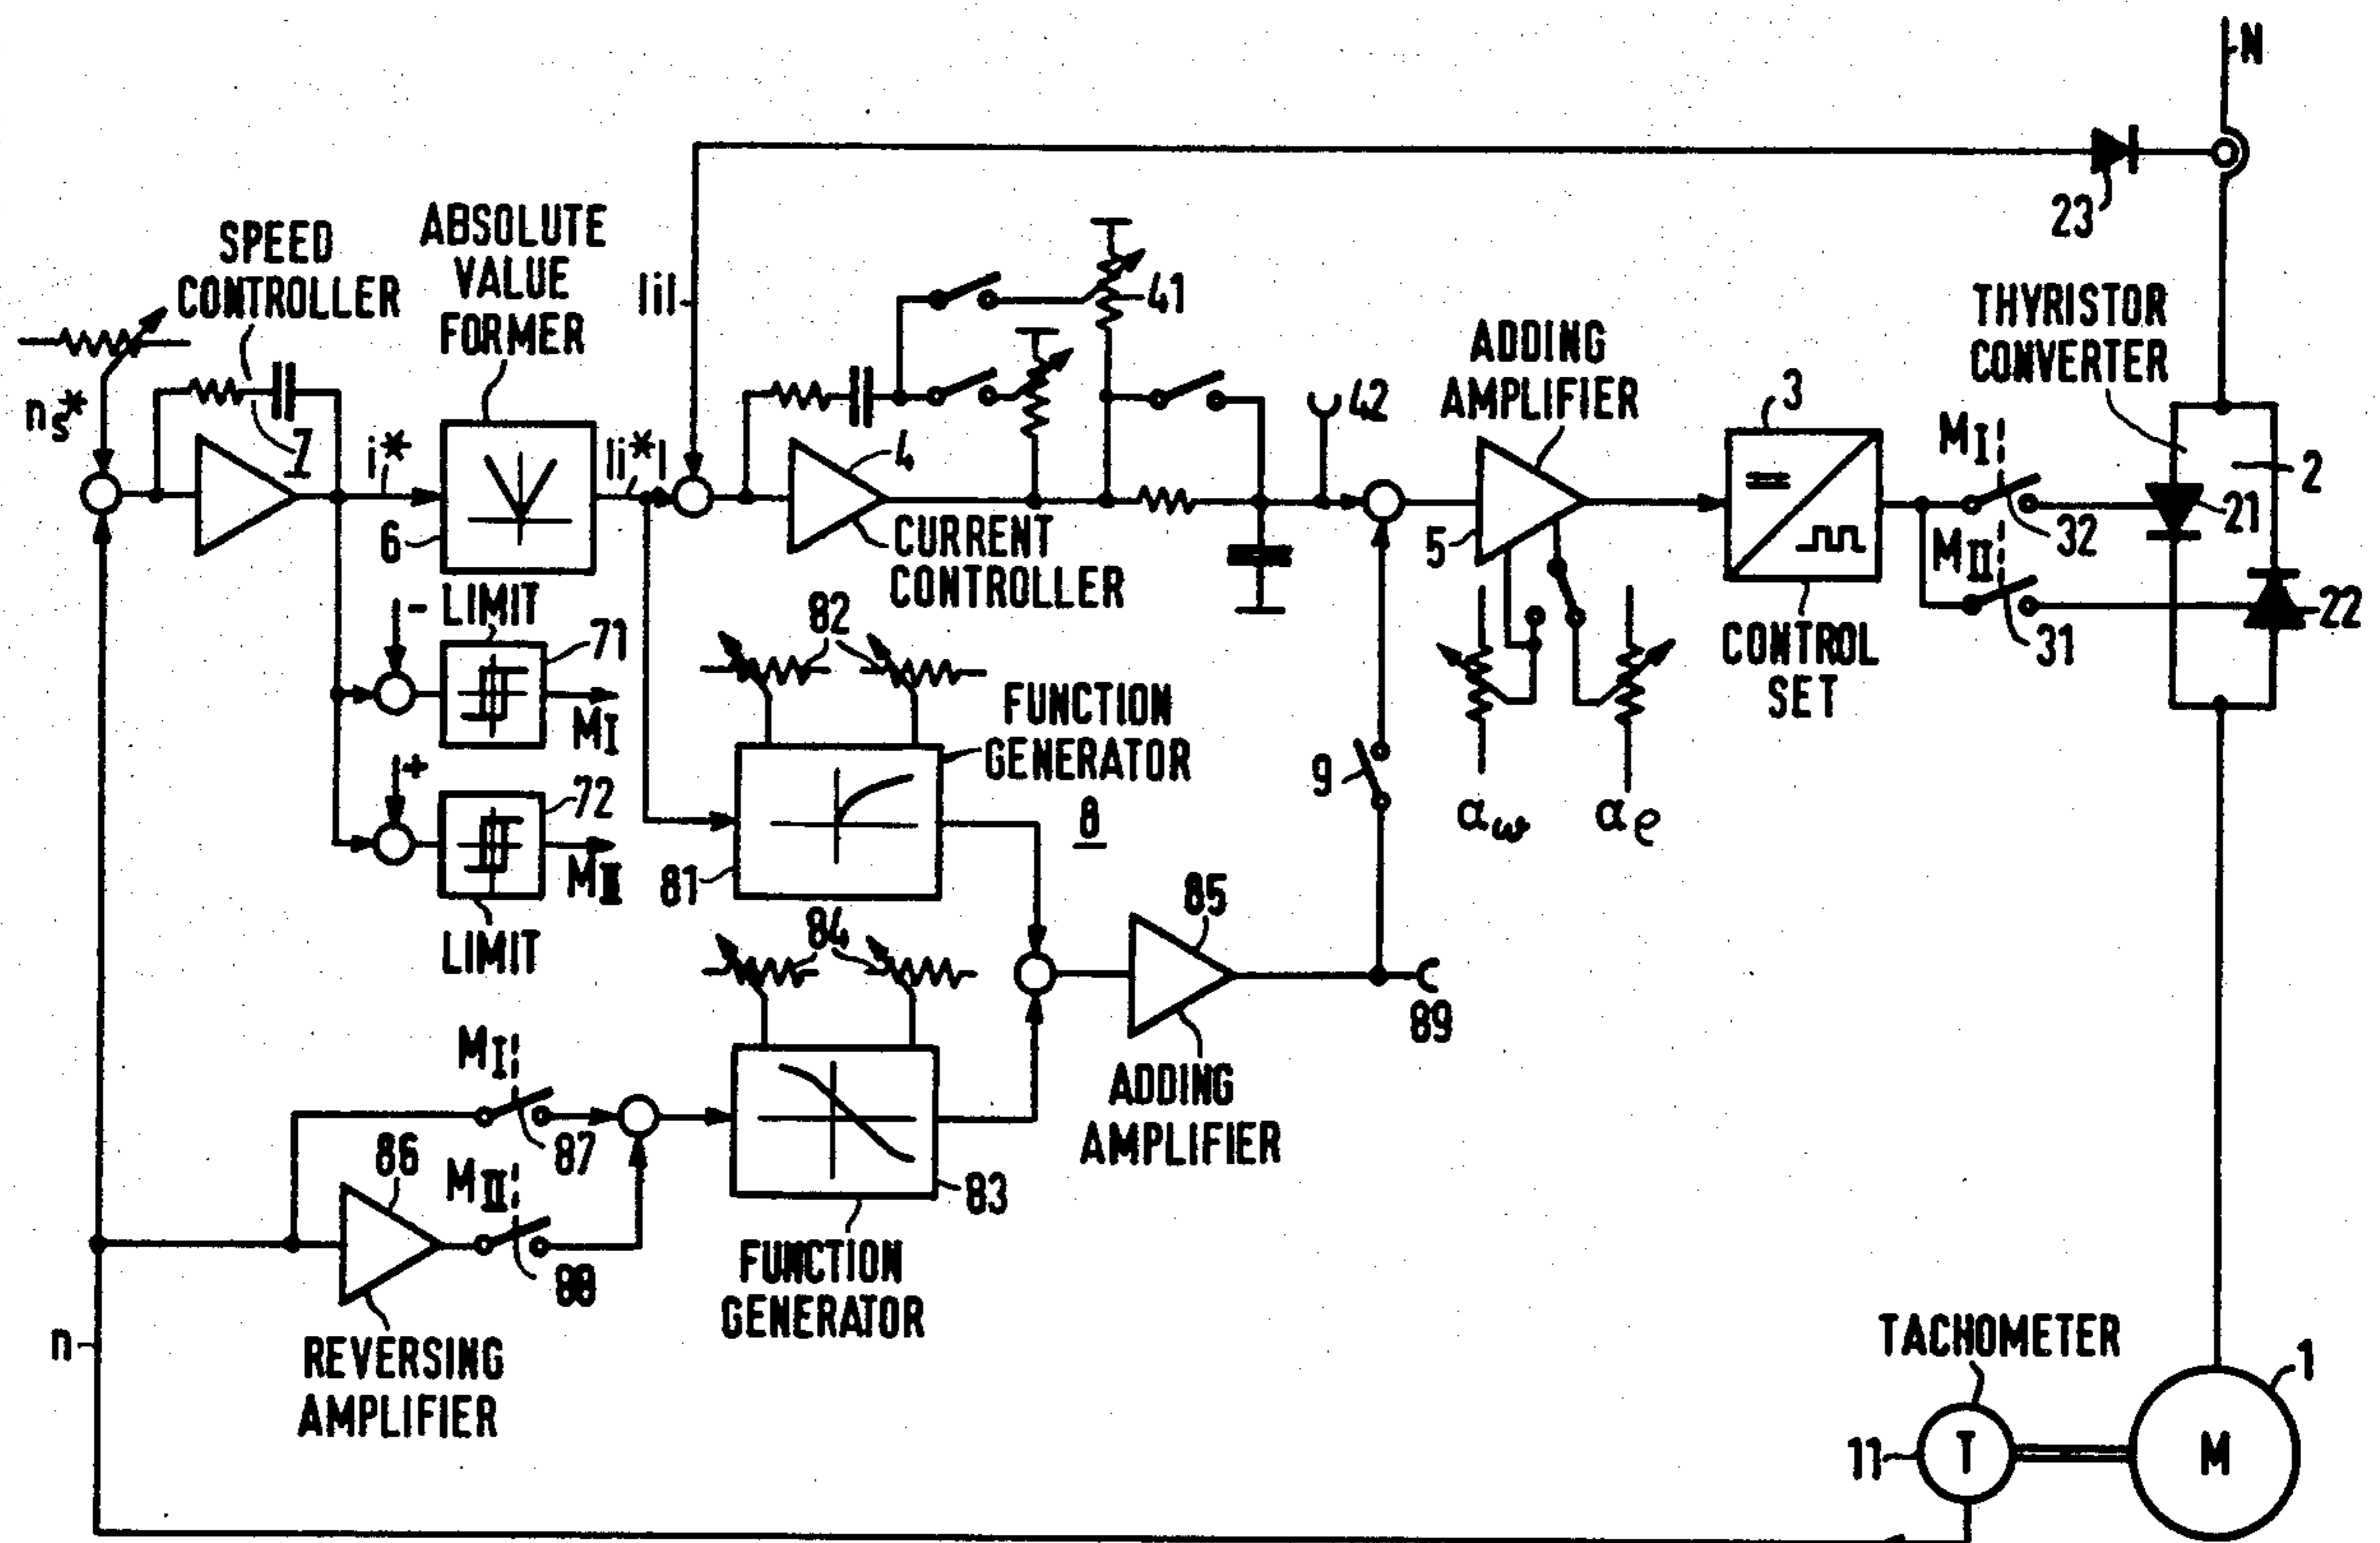 N
23
SPEED
CONTROLLER
ABSOLUTE
VALUE
FORMER
|i|
41
ADDING
AMPLIFIER
THYRISTOR
CONVERTER
ns*
7
i*
|i*|
4
42
3
MI
2
6
CURRENT
CONTROLLER
5
32
21
MII
31
22
- LIMIT
71
MI
82
FUNCTION
GENERATOR
8
CONTROL
SET
9
αω
αe
+
72
MII
81
LIMIT
84
85
89
MI
87
86
MII
88
83
ADDING
AMPLIFIER
FUNCTION
GENERATOR
n
REVERSING
AMPLIFIER
TACHOMETER
1
11
T
M